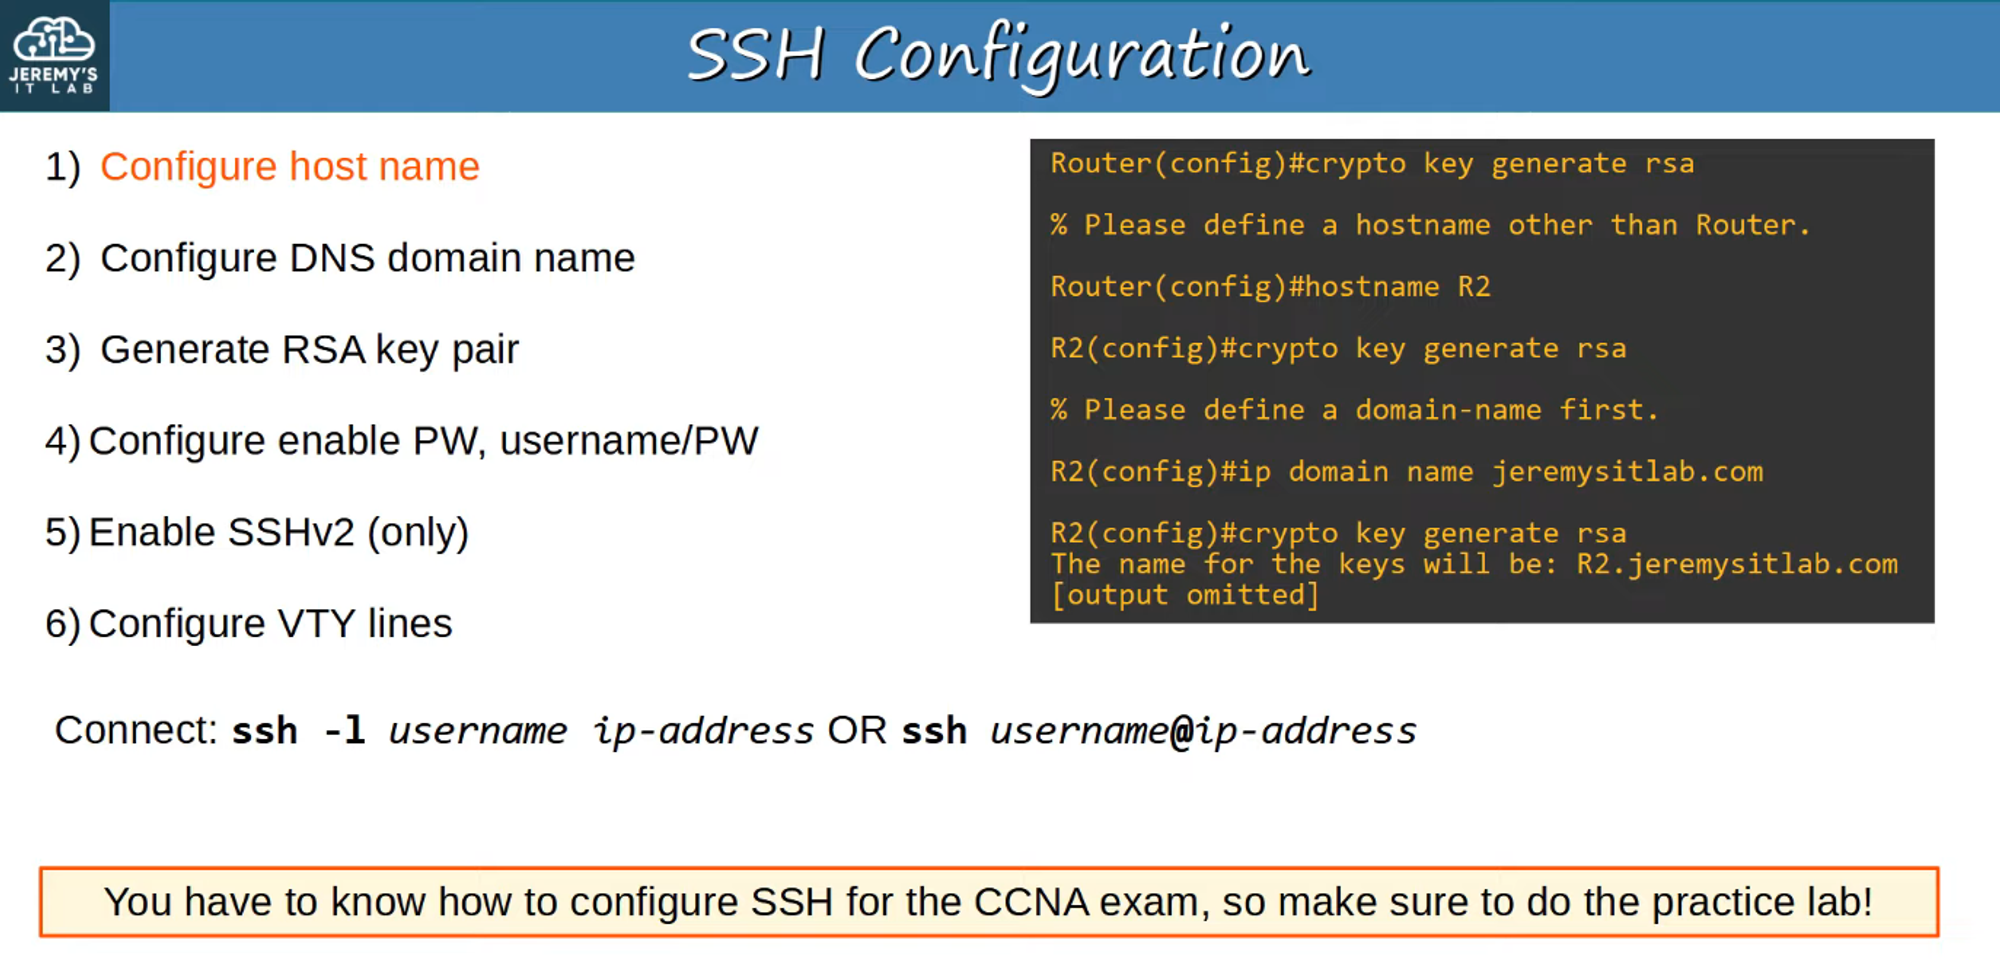 JEREMY'S
IT LAB
SSH Configuration
1) Configure host name
2) Configure DNS domain name
3) Generate RSA key pair
4) Configure enable PW, username/PW
5) Enable SSHv2 (only)
6) Configure VTY lines
Router(config)#crypto key generate rsa
% Please define a hostname other than Router.
Router(config)#hostname R2
R2(config)#crypto key generate rsa
% Please define a domain-name first.
R2(config)#ip domain name jeremysitlab.com
R2(config)#crypto key generate rsa
The name for the keys will be: R2.jeremysitlab.com
[output omitted]
Connect: ssh -l username ip-address OR ssh username@ip-address
You have to know how to configure SSH for the CCNA exam, so make sure to do the practice lab!